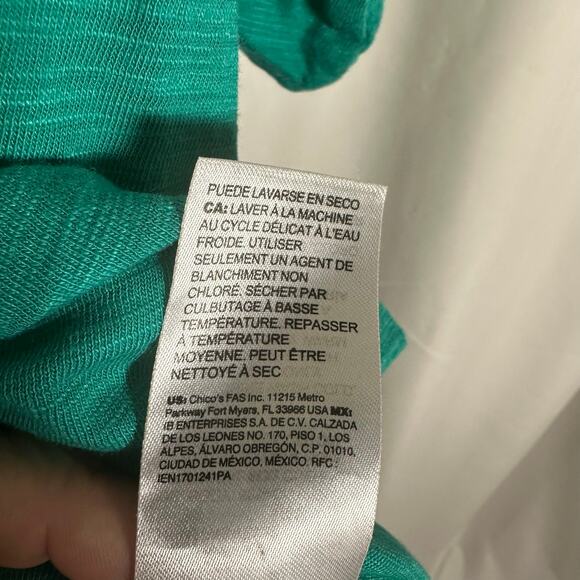 PUEDE LAVARSE EN SECO
CA: LAVER À LA MACHINE
AU CYCLE DÉLICAT À L'EAU
FROIDE. UTILISER
SEULEMENT UN AGENT DE
BLANCHIMENT NON
CHLORÉ. SÉCHER PAR
CULBUTAGE À BASSE
TEMPÉRATURE. REPASSER
À TEMPÉRATURE
MOYENNE. PEUT ÊTRE
NETTOYÉ À SEC
US: Chico's FAS Inc. 11215 Metro
Parkway Fort Myers, FL 33966 USA MX:
IB ENTERPRISES S.A. DE C.V. CALZADA
DE LOS LEONES NO. 170, PISO 1, LOS
ALPES, ÁLVARO OBREGÓN, C.P. 01010,
CIUDAD DE MÉXICO, MÉXICO. RFC :
IEN1701241PA